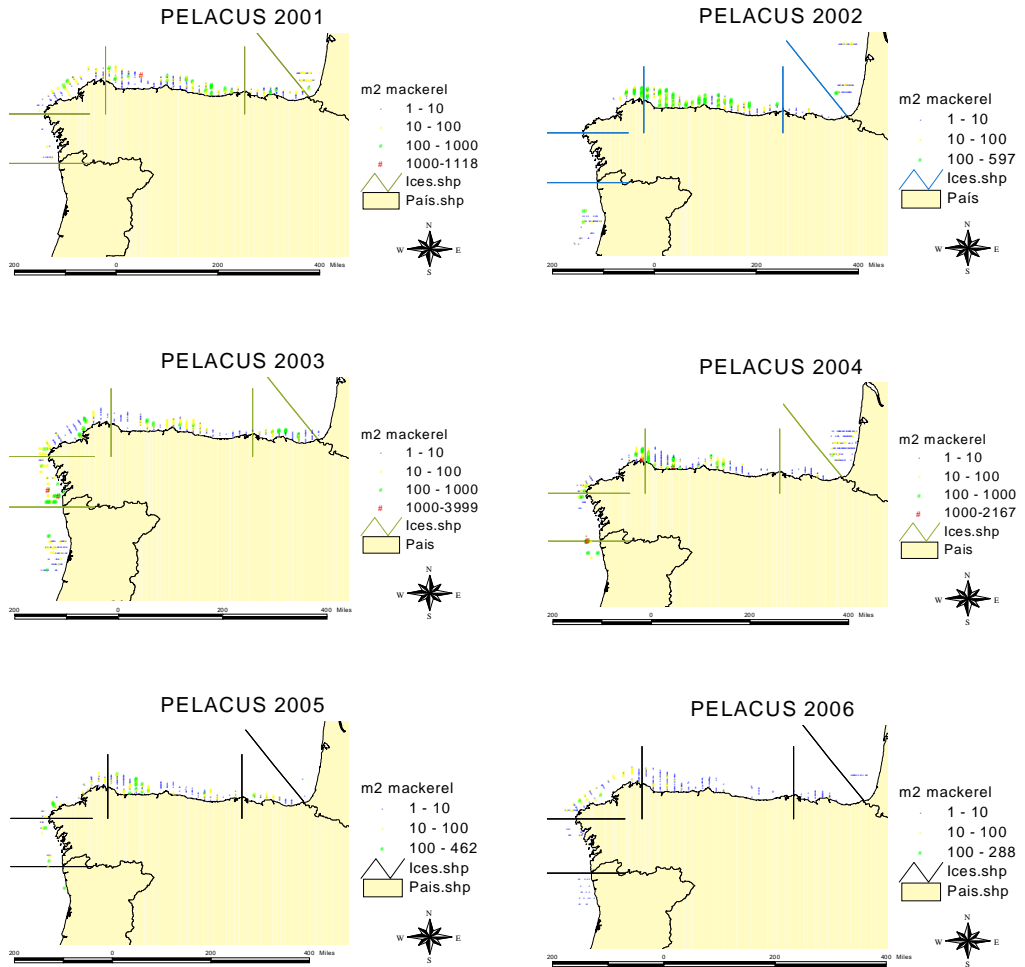 PELACUS 2001
m2 mackerel
1 - 10
10 - 100
100 - 1000
1000-1118
Ices.shp
País.shp
N
W E
S
200 0 200 400 Miles
PELACUS 2002
m2 mackerel
1 - 10
10 - 100
100 - 597
Ices.shp
País
N
W E
S
200 0 200 400 Miles
PELACUS 2003
m2 mackerel
1 - 10
10 - 100
100 - 1000
1000-3999
Ices.shp
Pais
N
W E
S
200 0 200 400 Miles
PELACUS 2004
m2 mackerel
1 - 10
10 - 100
100 - 1000
1000-2167
Ices.shp
Pais
N
W E
S
200 0 200 400 Miles
PELACUS 2005
m2 mackerel
1 - 10
10 - 100
100 - 462
Ices.shp
Pais.shp
N
W E
S
200 0 200 400 Miles
PELACUS 2006
m2 mackerel
1 - 10
10 - 100
100 - 288
Ices.shp
Pais.shp
N
W E
S
200 0 200 400 Miles